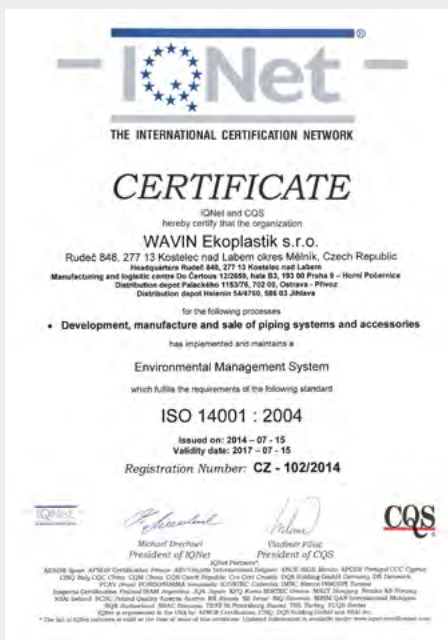 IQNet ®
THE INTERNATIONAL CERTIFICATION NETWORK
CERTIFICATE
IQNet and CQS
hereby certify that the organization
WAVIN Ekoplastik s.r.o.
Rudeč 848, 277 13 Kostelec nad Labem okres Mělník, Czech Republic
Headquarters Rudeč 848, 277 13 Kostelec nad Labem
Manufacturing and logistic centre Do Čertous 12/2659, hala B3, 193 00 Praha 9 – Horní Počernice
Distribution depot Palackého 1153/76, 702 00, Ostrava - Přívoz
Distribution depot Helenín 54/4760, 586 03 Jihlava
for the following processes
• Development, manufacture and sale of piping systems and accessories
has implemented and maintains a
Environmental Management System
which fulfills the requirements of the following standard
ISO 14001 : 2004
Issued on: 2014 – 07 - 15
Validity date: 2017 – 07 - 15
Registration Number: CZ - 102/2014
IQNet
CQS
Michael Drechsel
President of IQNet
President of CQS
IQNet Partners*: